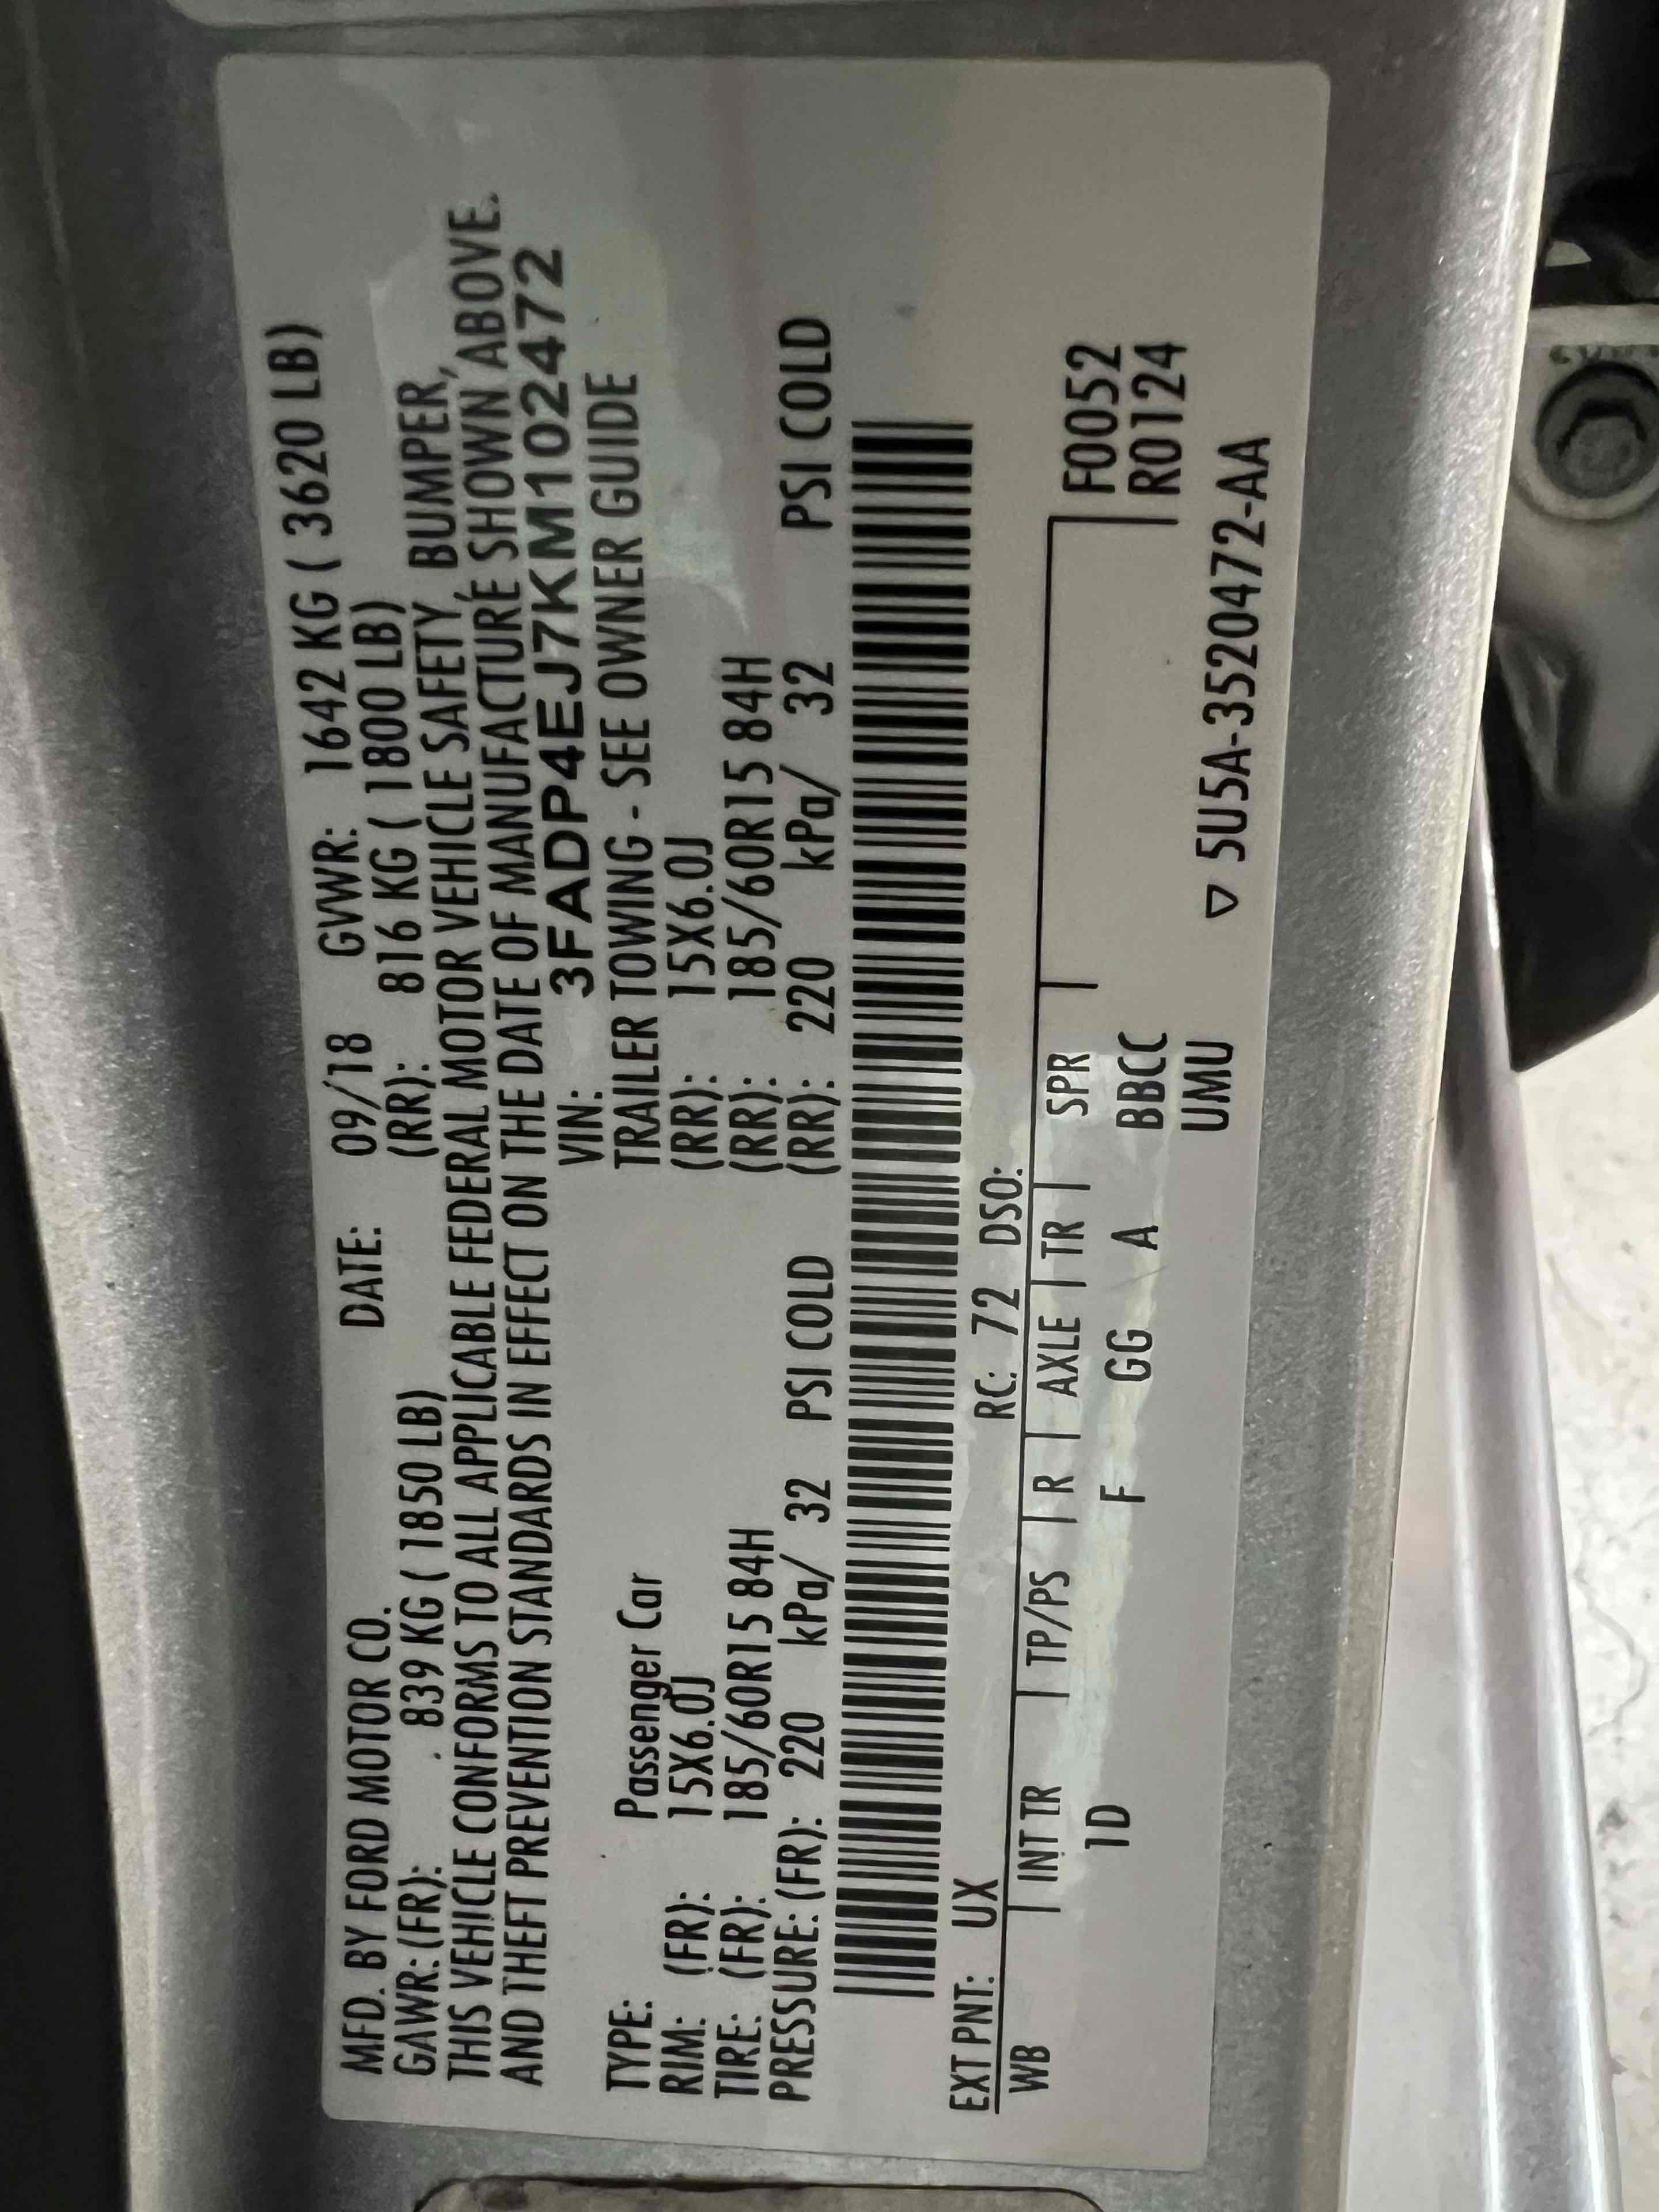 MFD. BY FORD MOTOR CO. DATE: 09/18 GVWR: 1642 KG ( 3620 LB)
GAWR: (FR): 839 KG ( 1850 LB) (RR): 816 KG ( 1800 LB)
THIS VEHICLE CONFORMS TO ALL APPLICABLE FEDERAL MOTOR VEHICLE SAFETY, BUMPER,
AND THEFT PREVENTION STANDARDS IN EFFECT ON THE DATE OF MANUFACTURE SHOWN ABOVE.
VIN: 3FADP4EJ7KM102472
TYPE: Passenger Car TRAILER TOWING - SEE OWNER GUIDE
RIM: (FR): 15X6.0J (RR): 15X6.0J
TIRE: (FR): 185/60R15 84H (RR): 185/60R15 84H
PRESSURE: (FR): 220 kPa/ 32 PSI COLD (RR): 220 kPa/ 32 PSI COLD
EXT PNT: UX RC: 72 DSO:
WB INT TR TP/PS R AXLE TR SPR F0052
1D F GG A BBCC R0124
UMU ▽ 5U5A-3520472-AA